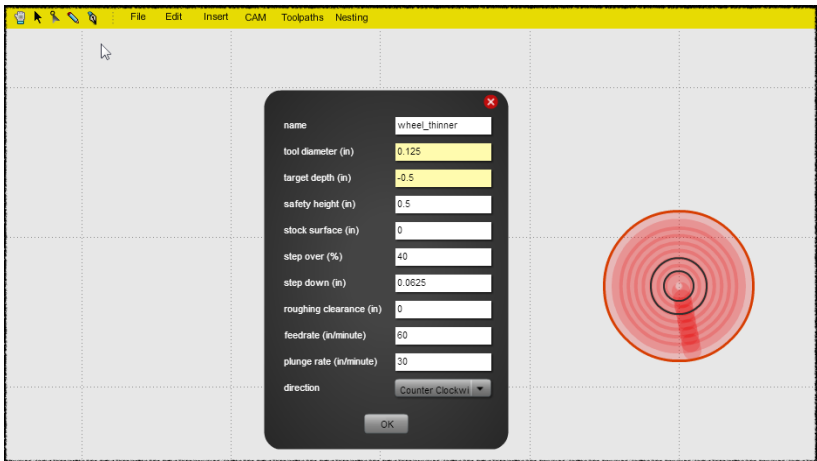 File Edit Insert CAM Toolpaths Nesting
name wheel_thinner
tool diameter (in) 0.125
target depth (in) -0.5
safety height (in) 0.5
stock surface (in) 0
step over (%) 40
step down (in) 0.0625
roughing clearance (in) 0
feedrate (in/minute) 60
plunge rate (in/minute) 30
direction Counter Clockwi
OK